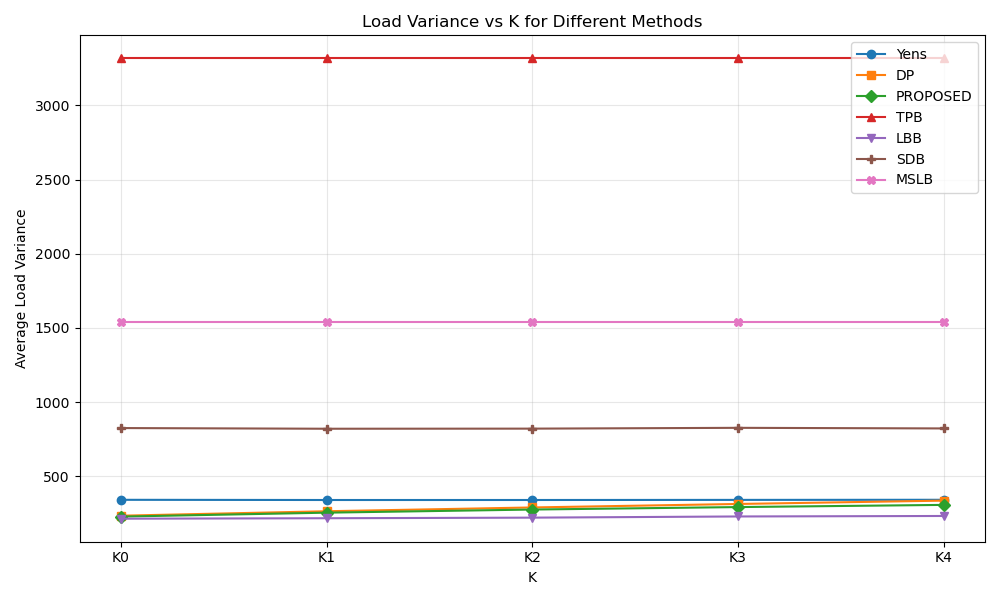 Load Variance vs K for Different Methods
Average Load Variance
3000
2500
2000
1500
1000
500
K0
K1
K2
K3
K4
K
Yens
DP
PROPOSED
TPB
LBB
SDB
MSLB